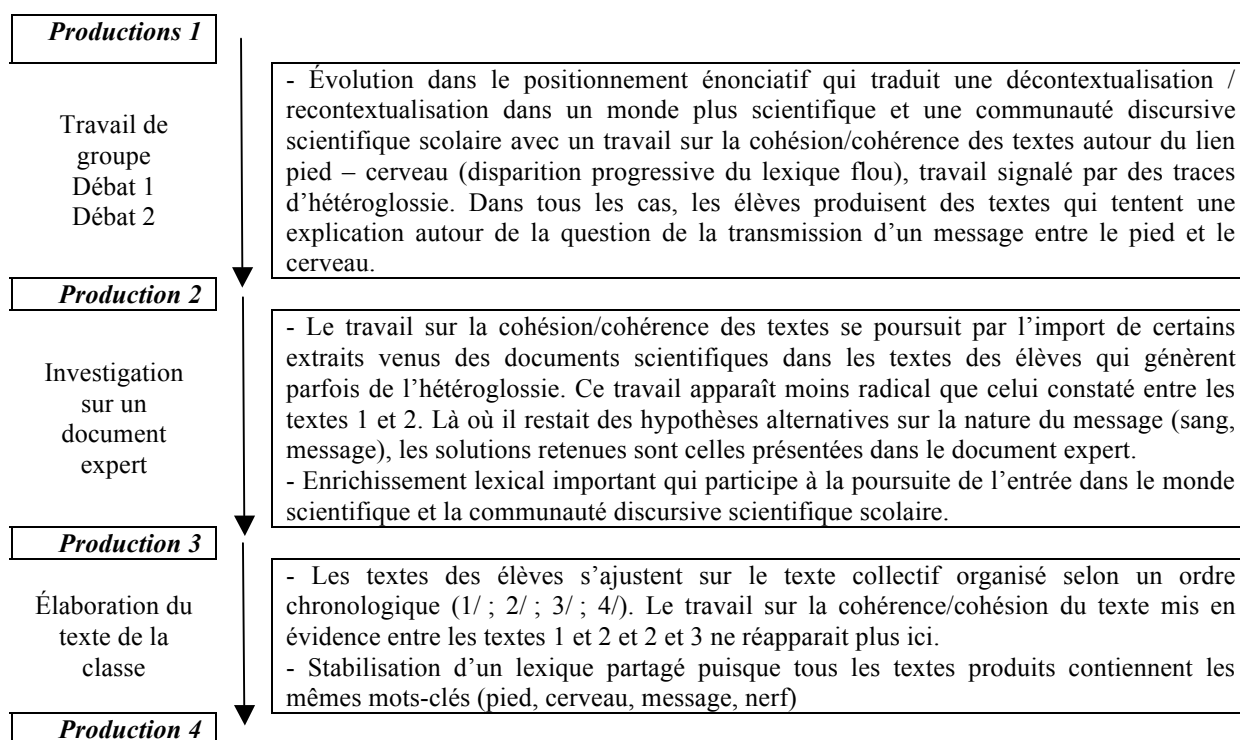 Productions 1
Travail de
groupe
Débat 1
Débat 2
- Évolution dans le positionnement énonciatif qui traduit une décontextualisation /
recontextualisation dans un monde plus scientifique et une communauté discursive
scientifique scolaire avec un travail sur la cohésion/cohérence des textes autour du lien
pied – cerveau (disparition progressive du lexique flou), travail signalé par des traces
d’hétéroglossie. Dans tous les cas, les élèves produisent des textes qui tentent une
explication autour de la question de la transmission d’un message entre le pied et le
cerveau.
Production 2
Investigation
sur un
document
expert
- Le travail sur la cohésion/cohérence des textes se poursuit par l’import de certains
extraits venus des documents scientifiques dans les textes des élèves qui génèrent
parfois de l’hétéroglossie. Ce travail apparaît moins radical que celui constaté entre les
textes 1 et 2. Là où il restait des hypothèses alternatives sur la nature du message (sang,
message), les solutions retenues sont celles présentées dans le document expert.
- Enrichissement lexical important qui participe à la poursuite de l’entrée dans le monde
scientifique et la communauté discursive scientifique scolaire.
Production 3
Élaboration du
texte de la
classe
- Les textes des élèves s’ajustent sur le texte collectif organisé selon un ordre
chronologique (1/ ; 2/ ; 3/ ; 4/). Le travail sur la cohérence/cohésion du texte mis en
évidence entre les textes 1 et 2 et 2 et 3 ne réapparait plus ici.
- Stabilisation d’un lexique partagé puisque tous les textes produits contiennent les
mêmes mots-clés (pied, cerveau, message, nerf)
Production 4